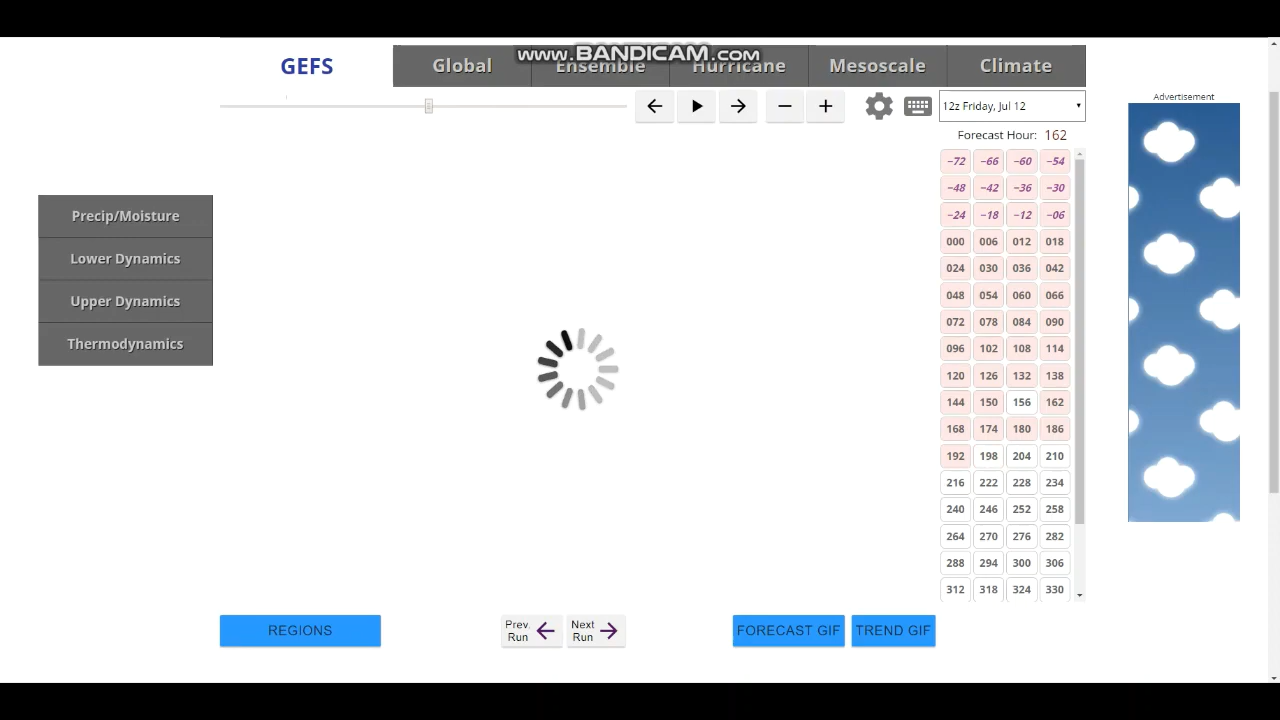 www.BANDICAM.com
GEFS
Global
Ensemble
Hurricane
Mesoscale
Climate
12z Friday, Jul 12
Advertisement
Forecast Hour: 162
-72 -66 -60 -54
-48 -42 -36 -30
-24 -18 -12 -06
000 006 012 018
024 030 036 042
048 054 060 066
072 078 084 090
096 102 108 114
120 126 132 138
144 150 156 162
168 174 180 186
192 198 204 210
216 222 228 234
240 246 252 258
264 270 276 282
288 294 300 306
312 318 324 330
Precip/Moisture
Lower Dynamics
Upper Dynamics
Thermodynamics
REGIONS
Prev.
Run
Next
Run
FORECAST GIF
TREND GIF